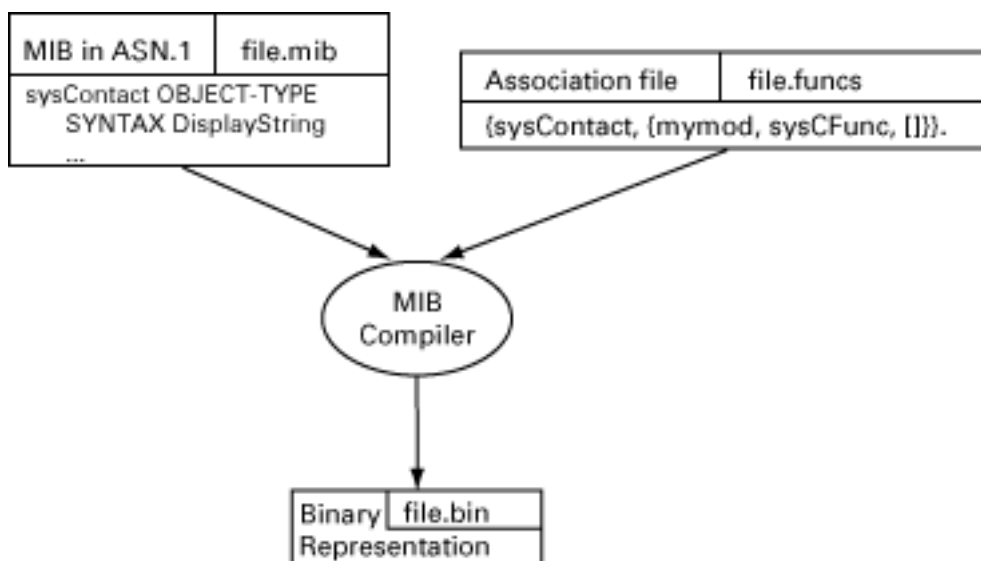 MIB in ASN.1 file.mib
sysContact OBJECT-TYPE
SYNTAX DisplayString
...
Association file file.funcs
{sysContact, {mymod, sysCFunc, []}}.
MIB
Compiler
Binary file.bin
Representation